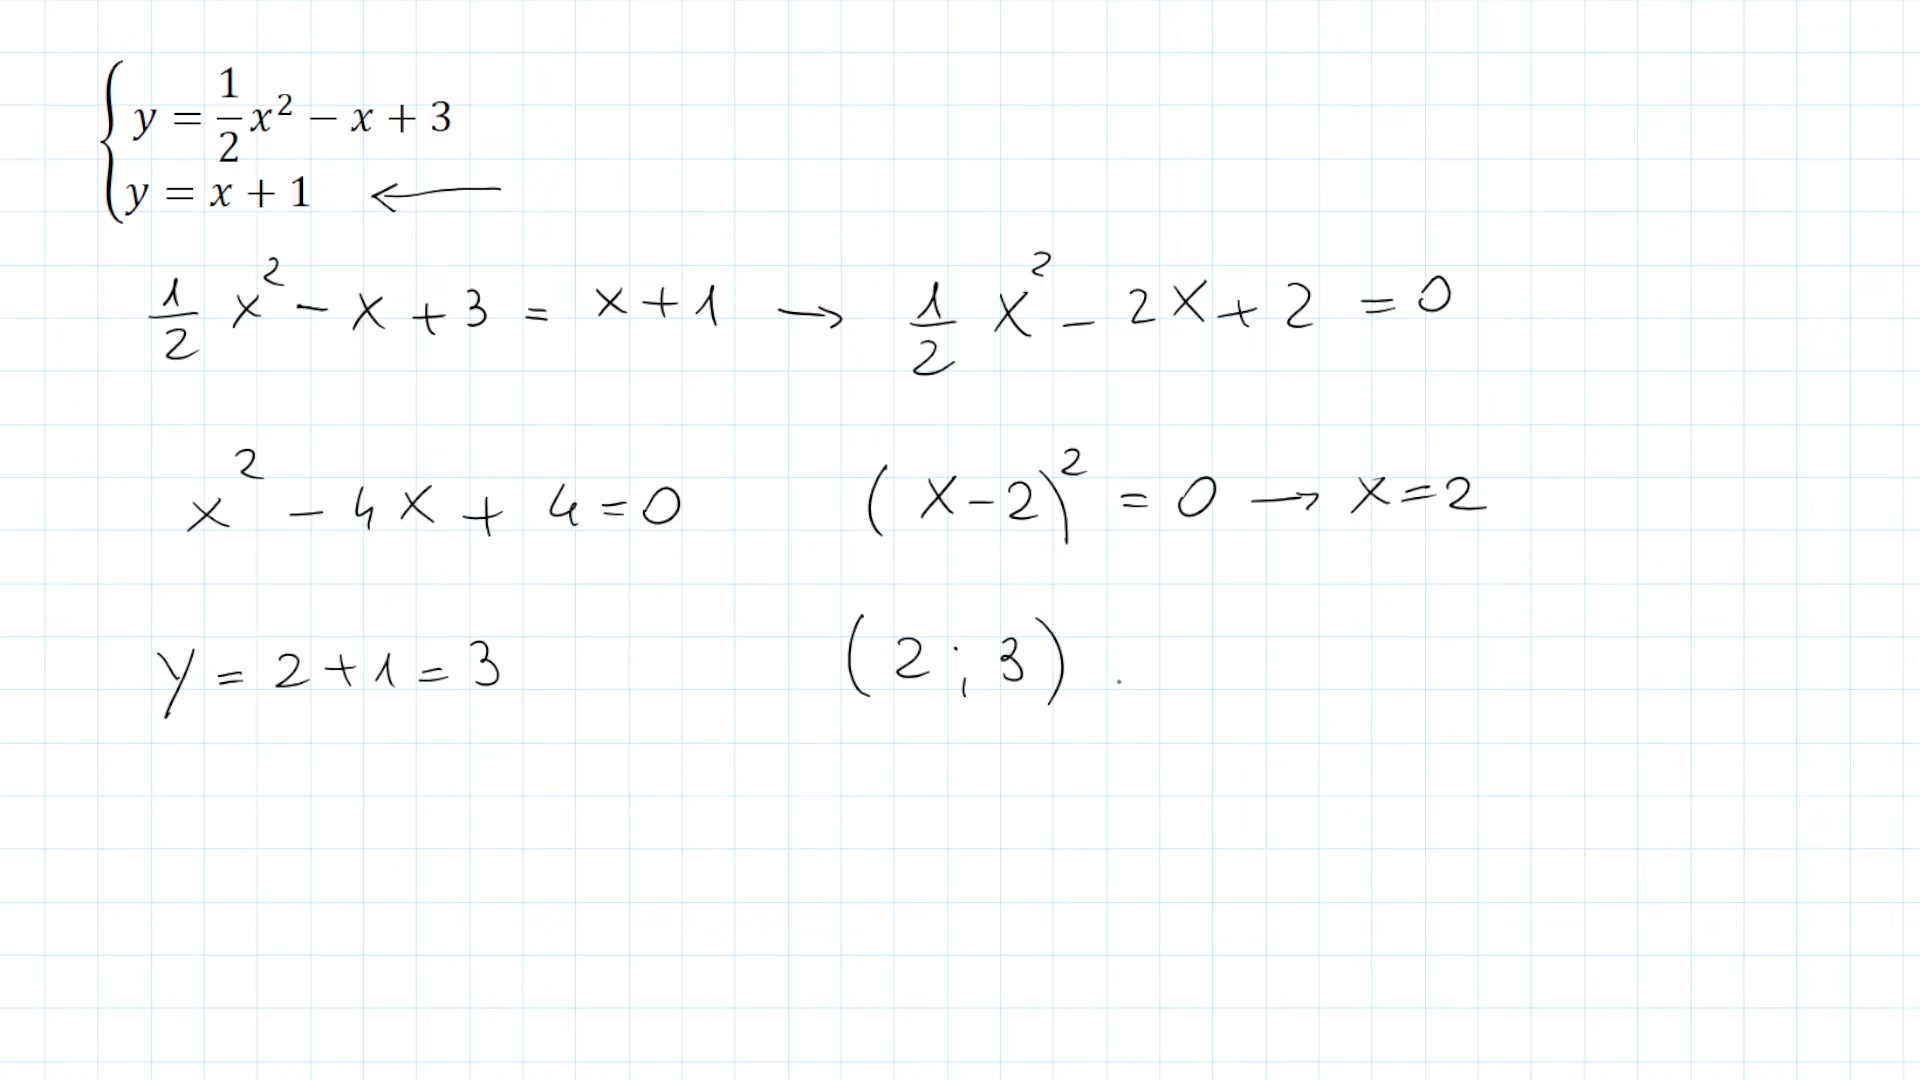 y = 1/2 x² − x + 3
y = x + 1 ←
1/2 x² − x + 3 = x + 1 → 1/2 x² − 2x + 2 = 0
x² − 4x + 4 = 0 (x − 2)² = 0 → x = 2
y = 2 + 1 = 3 (2 ; 3) .